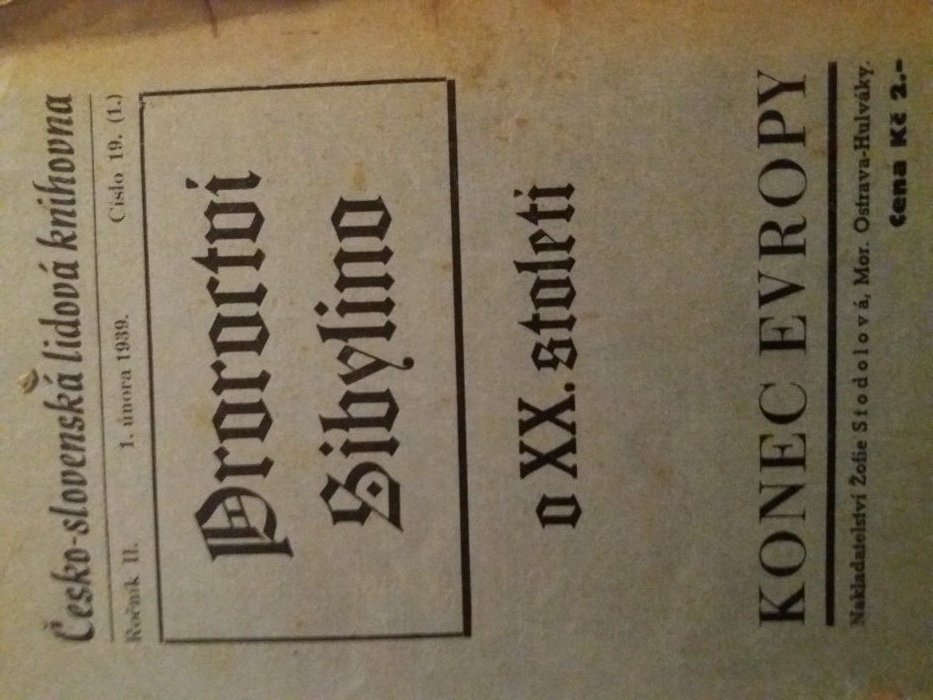 Česko-slovenská lidová knihovna
Ročník II. 1. února 1939. Číslo 19. (1.)
Proroctví
Sibylino
o XX. století
KONEC EVROPY
Nakladatelství Žofie Stodolová, Mor. Ostrava-Hulváky.
Cena Kč 2.-